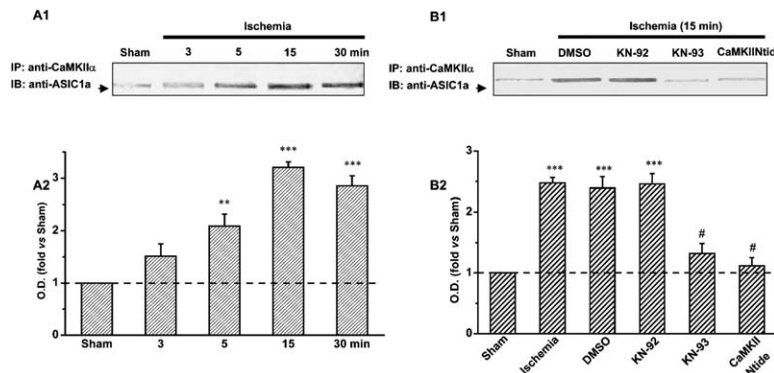 A1
Ischemia
Sham 3 5 15 30 min
IP: anti-CaMKIIα
IB: anti-ASIC1a
B1
Ischemia (15 min)
Sham DMSO KN-92 KN-93 CaMKIINtide
IP: anti-CaMKIIα
IB: anti-ASIC1a
A2
O.D. (fold vs Sham)
3
2
1
0
** *** ***
Sham 3 5 15 30 min
B2
O.D. (fold vs Sham)
3
2
1
0
*** *** *** # #
Sham Ischemia DMSO KN-92 KN-93 CaMKII
Ntide